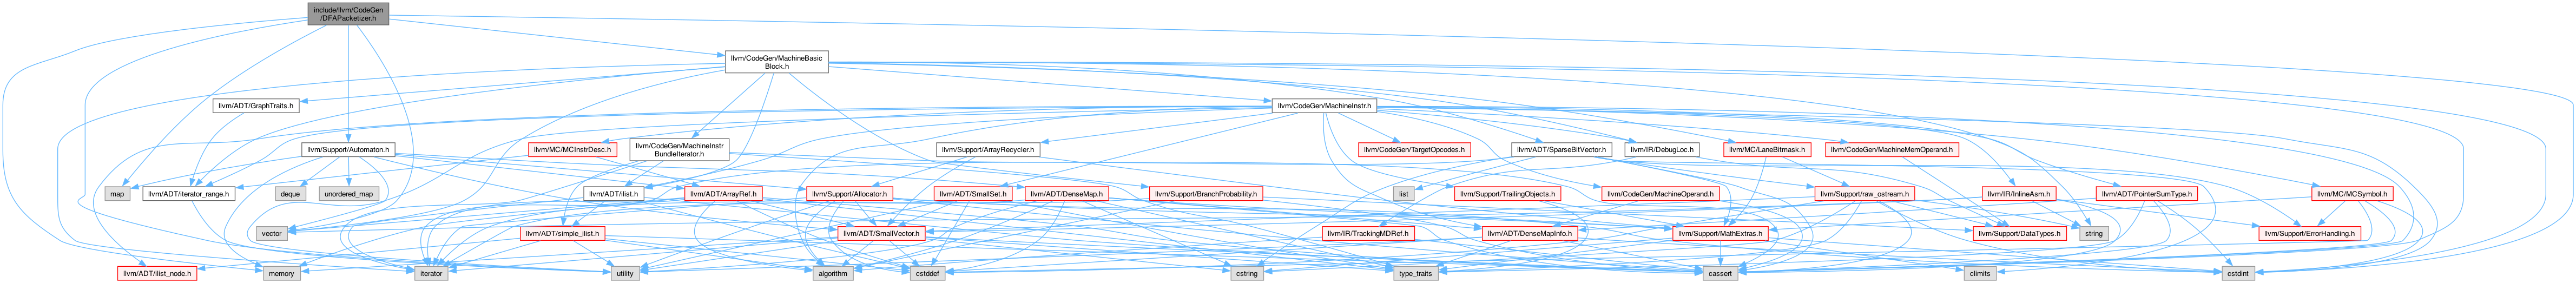 include/llvm/CodeGen
/DFAPacketizer.h
llvm/CodeGen/MachineBasic
Block.h
llvm/ADT/GraphTraits.h
llvm/CodeGen/MachineInstr.h
llvm/Support/Automaton.h
llvm/MC/MCInstrDesc.h
llvm/CodeGen/MachineInstr
BundleIterator.h
llvm/Support/ArrayRecycler.h
llvm/CodeGen/TargetOpcodes.h
llvm/ADT/SparseBitVector.h
llvm/IR/DebugLoc.h
llvm/MC/LaneBitmask.h
llvm/CodeGen/MachineMemOperand.h
map
llvm/ADT/iterator_range.h
deque
unordered_map
llvm/ADT/ilist.h
llvm/ADT/ArrayRef.h
llvm/Support/Allocator.h
llvm/ADT/SmallSet.h
llvm/ADT/DenseMap.h
llvm/Support/BranchProbability.h
list
llvm/Support/TrailingObjects.h
llvm/CodeGen/MachineOperand.h
llvm/Support/raw_ostream.h
llvm/IR/InlineAsm.h
llvm/ADT/PointerSumType.h
llvm/MC/MCSymbol.h
vector
llvm/ADT/simple_ilist.h
llvm/ADT/SmallVector.h
llvm/IR/TrackingMDRef.h
llvm/ADT/DenseMapInfo.h
llvm/Support/MathExtras.h
llvm/Support/DataTypes.h
string
llvm/Support/ErrorHandling.h
llvm/ADT/ilist_node.h
memory
iterator
utility
algorithm
cstddef
cstring
type_traits
cassert
climits
cstdint